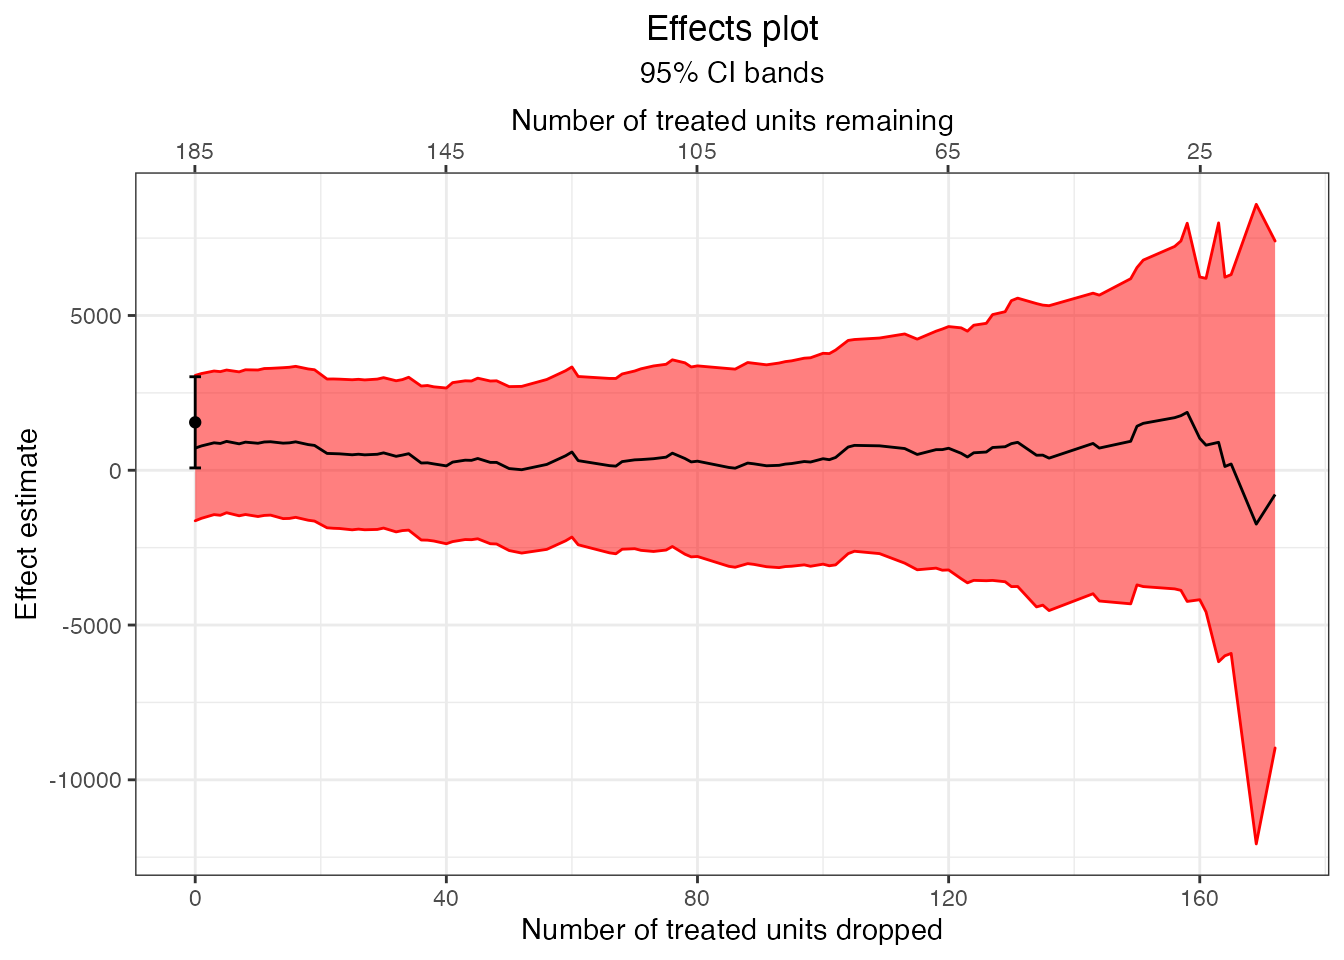 Effects plot
95% CI bands
Number of treated units remaining
185 145 105 65 25
5000
0
-5000
-10000
Effect estimate
0 40 80 120 160
Number of treated units dropped